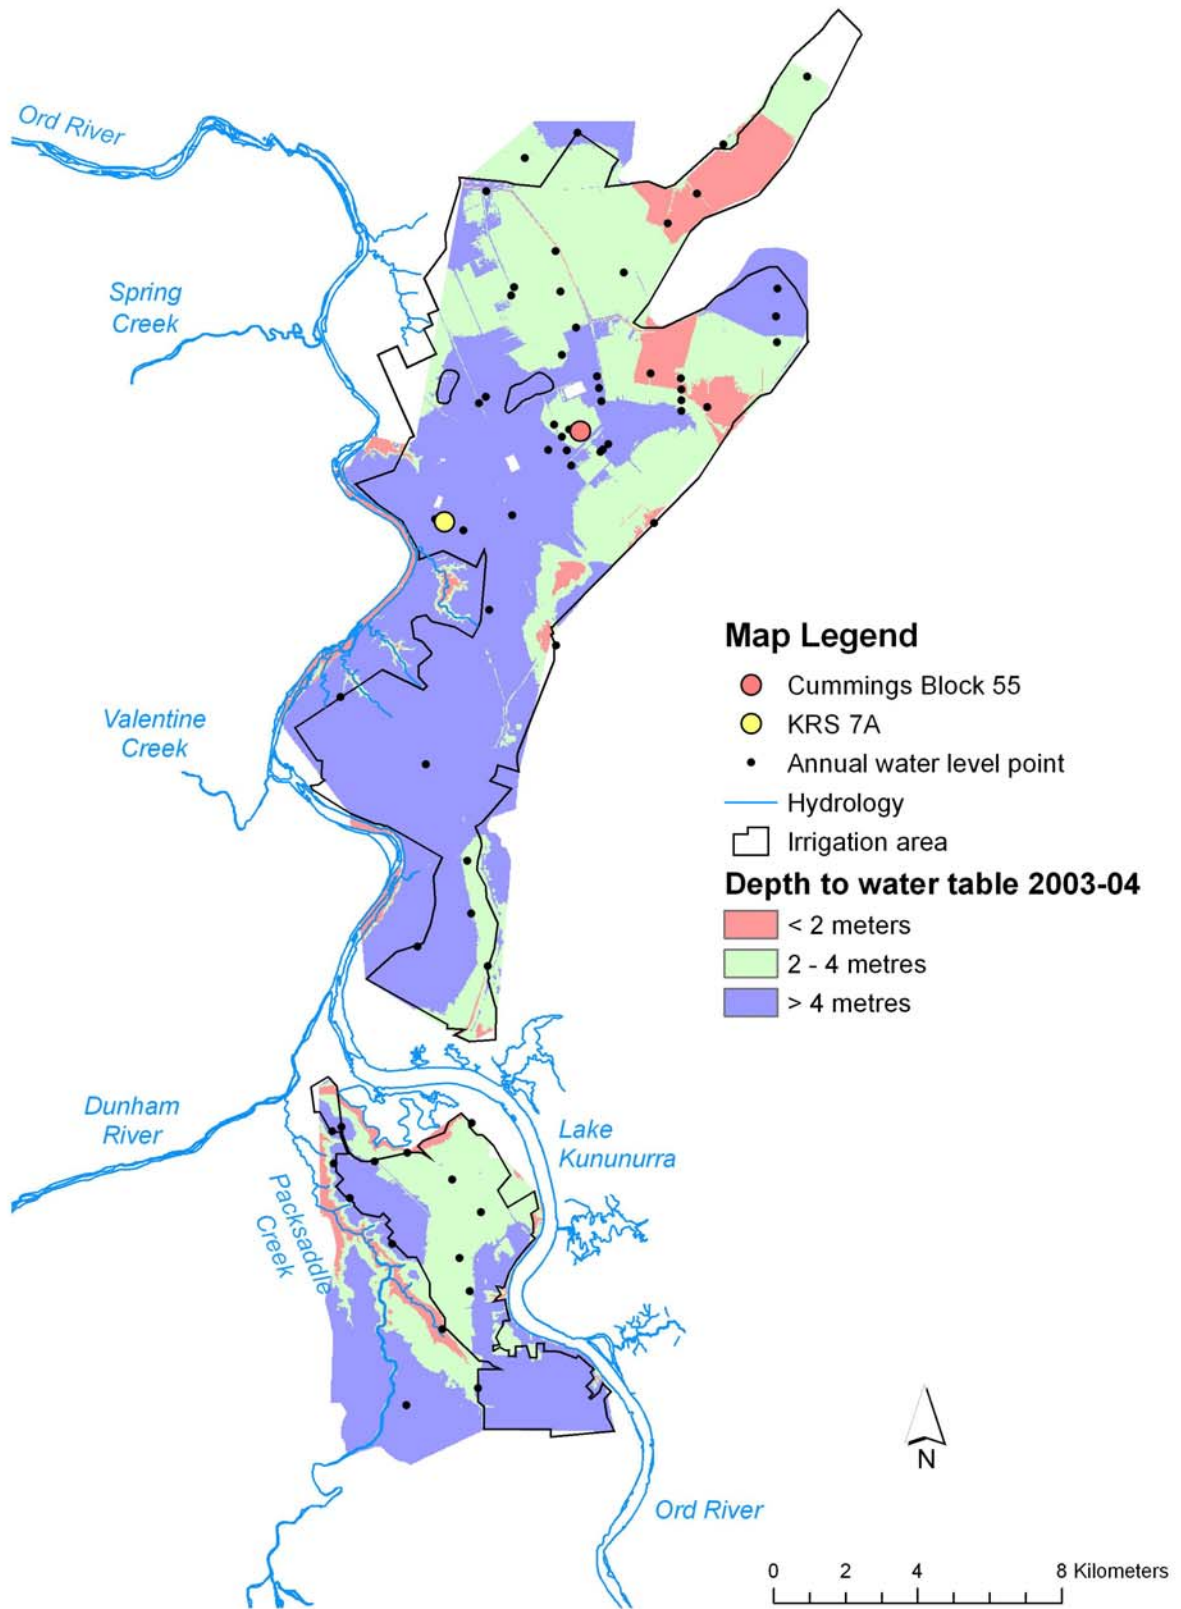 Ord River
Spring
Creek
Map Legend
Cummings Block 55
KRS 7A
Valentine
Creek
Annual water level point
Hydrology
Irrigation area
Depth to water table 2003-04
< 2 meters
2 - 4 metres
> 4 metres
Dunham
River
Lake
Kununurra
Packsaddle
Creek
N
Ord River
0 2 4 8 Kilometers